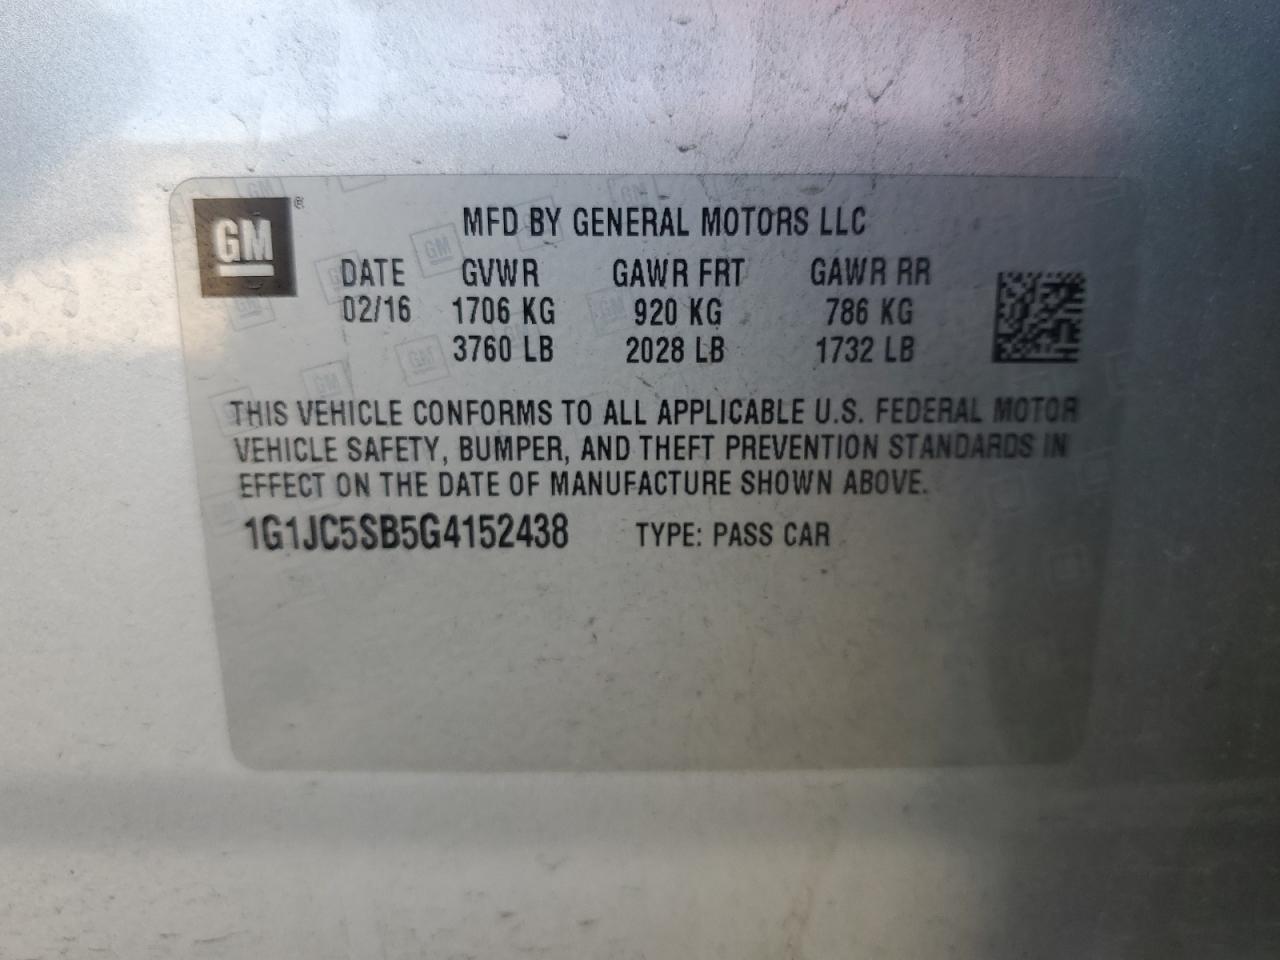 GM ®
MFD BY GENERAL MOTORS LLC
DATE GVWR GAWR FRT GAWR RR
02/16 1706 KG 920 KG 786 KG
3760 LB 2028 LB 1732 LB
THIS VEHICLE CONFORMS TO ALL APPLICABLE U.S. FEDERAL MOTOR
VEHICLE SAFETY, BUMPER, AND THEFT PREVENTION STANDARDS IN
EFFECT ON THE DATE OF MANUFACTURE SHOWN ABOVE.
1G1JC5SB5G4152438 TYPE: PASS CAR